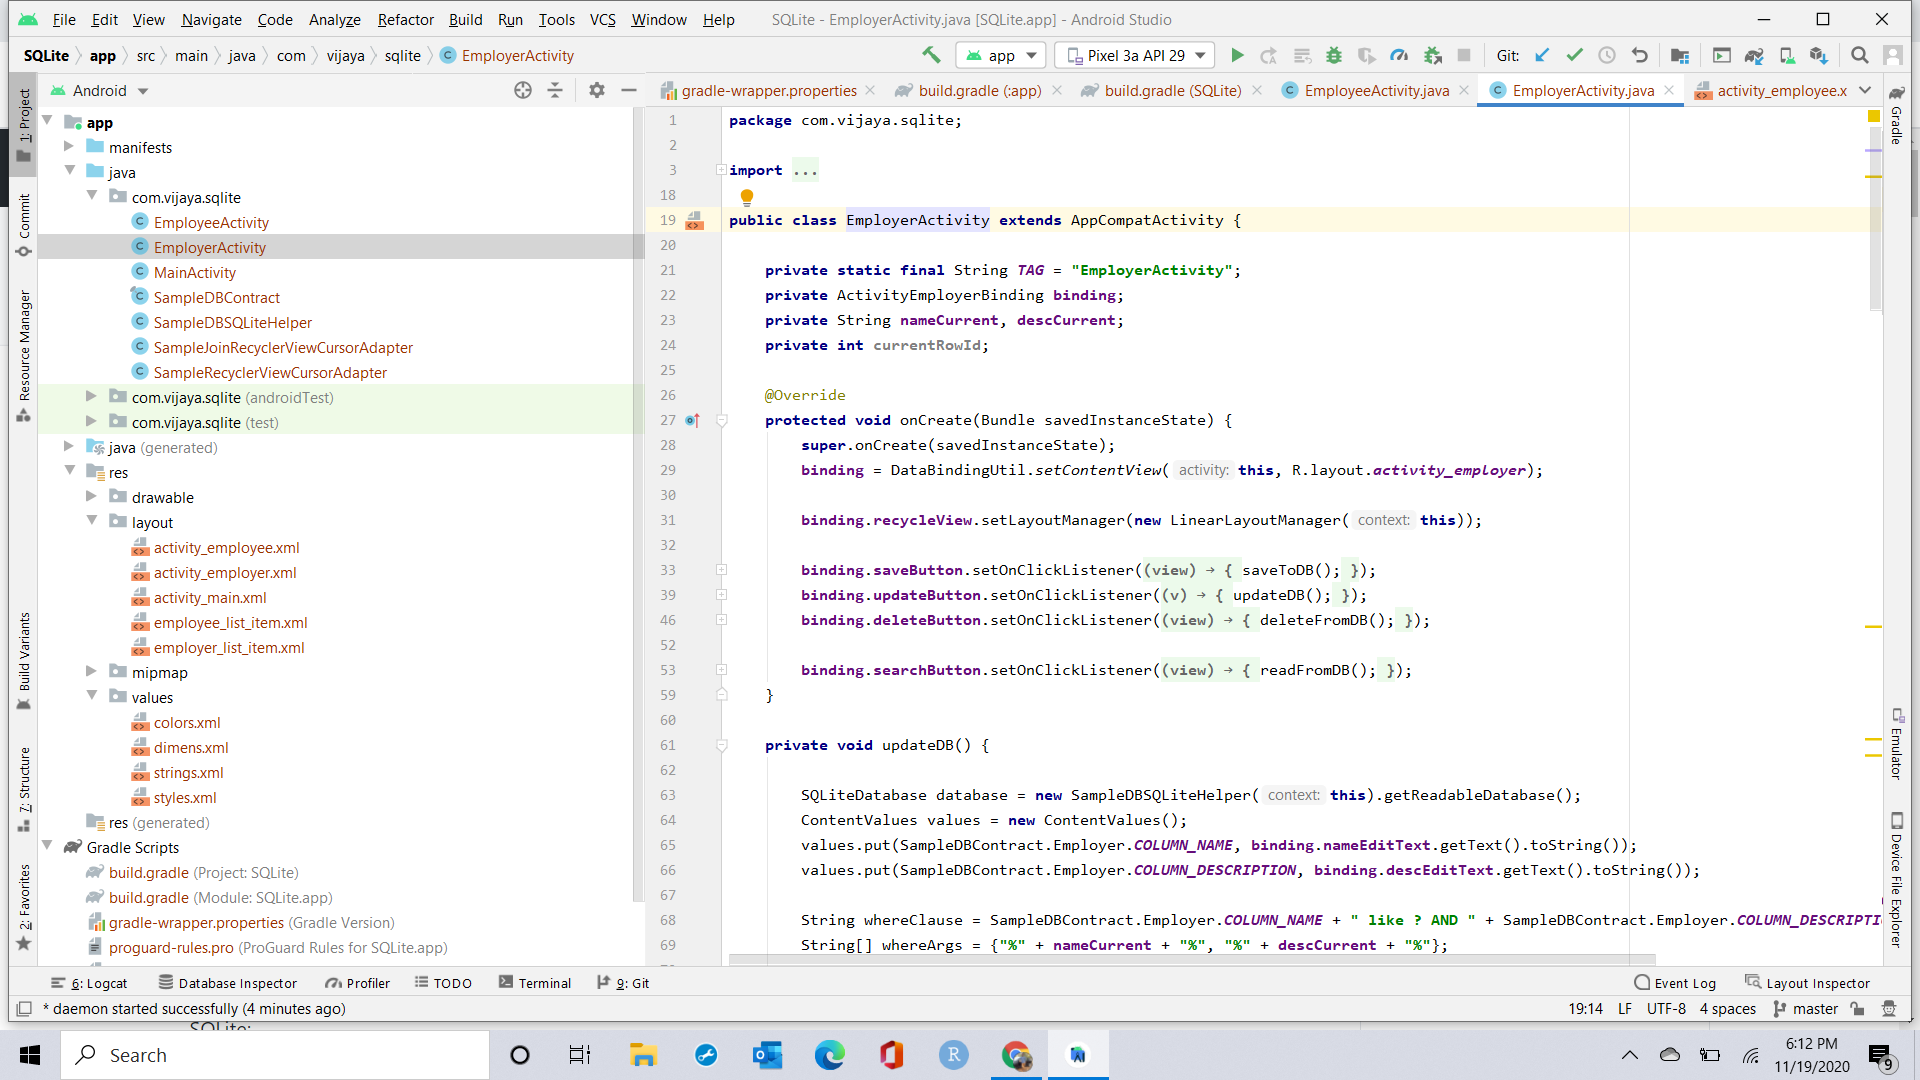 File Edit View Navigate Code Analyze Refactor Build Run Tools VCS Window Help SQLite - EmployerActivity.java [SQLite.app] - Android Studio
SQLite app src main java com vijaya sqlite EmployerActivity app Pixel 3a API 29 Git:
Android
gradle-wrapper.properties build.gradle (:app) build.gradle (SQLite) EmployeeActivity.java EmployerActivity.java activity_employee.x
1: Project
Commit
Resource Manager
Build Variants
7: Structure
2: Favorites
app
manifests
java
com.vijaya.sqlite
EmployeeActivity
EmployerActivity
MainActivity
SampleDBContract
SampleDBSQLiteHelper
SampleJoinRecyclerViewCursorAdapter
SampleRecyclerViewCursorAdapter
com.vijaya.sqlite (androidTest)
com.vijaya.sqlite (test)
java (generated)
res
drawable
layout
activity_employee.xml
activity_employer.xml
activity_main.xml
employee_list_item.xml
employer_list_item.xml
mipmap
values
colors.xml
dimens.xml
strings.xml
styles.xml
res (generated)
Gradle Scripts
build.gradle (Project: SQLite)
build.gradle (Module: SQLite.app)
gradle-wrapper.properties (Gradle Version)
proguard-rules.pro (ProGuard Rules for SQLite.app)
1 package com.vijaya.sqlite;
2
3 import ...
18
19 public class EmployerActivity extends AppCompatActivity {
20
21 private static final String TAG = "EmployerActivity";
22 private ActivityEmployerBinding binding;
23 private String nameCurrent, descCurrent;
24 private int currentRowId;
25
26 @Override
27 protected void onCreate(Bundle savedInstanceState) {
28 super.onCreate(savedInstanceState);
29 binding = DataBindingUtil.setContentView( activity: this, R.layout.activity_employer);
30
31 binding.recycleView.setLayoutManager(new LinearLayoutManager( context: this));
32
33 binding.saveButton.setOnClickListener((view) → { saveToDB(); });
39 binding.updateButton.setOnClickListener((v) → { updateDB(); });
46 binding.deleteButton.setOnClickListener((view) → { deleteFromDB(); });
52
53 binding.searchButton.setOnClickListener((view) → { readFromDB(); });
59 }
60
61 private void updateDB() {
62
63 SQLiteDatabase database = new SampleDBSQLiteHelper( context: this).getReadableDatabase();
64 ContentValues values = new ContentValues();
65 values.put(SampleDBContract.Employer.COLUMN_NAME, binding.nameEditText.getText().toString());
66 values.put(SampleDBContract.Employer.COLUMN_DESCRIPTION, binding.descEditText.getText().toString());
67
68 String whereClause = SampleDBContract.Employer.COLUMN_NAME + " like ? AND " + SampleDBContract.Employer.COLUMN_DESCRIPTI
69 String[] whereArgs = {"%" + nameCurrent + "%", "%" + descCurrent + "%"};
Gradle
Emulator
Device File Explorer
6: Logcat Database Inspector Profiler TODO Terminal 9: Git Event Log Layout Inspector
* daemon started successfully (4 minutes ago) 19:14 LF UTF-8 4 spaces master
SQLite:
Search
6:12 PM
11/19/2020
9